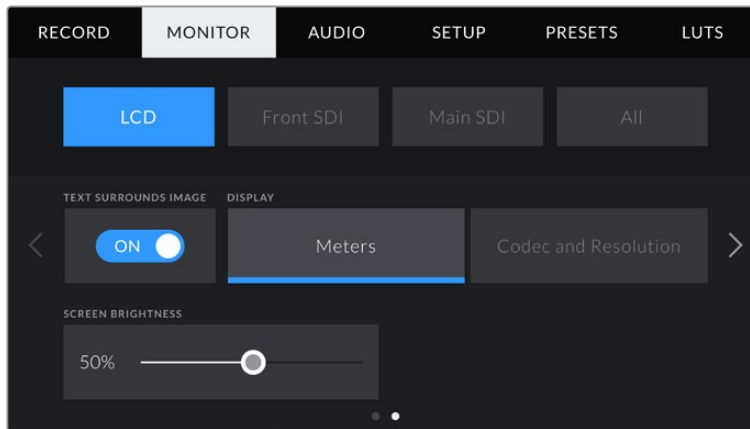 RECORD MONITOR AUDIO SETUP PRESETS LUTS
LCD Front SDI Main SDI All
TEXT SURROUNDS IMAGE DISPLAY
ON Meters Codec and Resolution
SCREEN BRIGHTNESS
50%